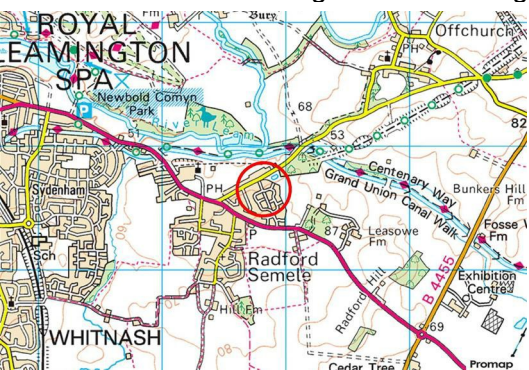 Fm
Bury
ROYAL
LEAMINGTON
SPA
Offchurch
PH
Newbold Comyn
Park
P
68
53
51
82
Centenary Way
Grand Union Canal Walk
Bunkers Hill
Fm
Sydenham
PH
Fosse
Fm
87
Leasowe
Fm
Sch
Radford
Semele
P
B 4455
Exhibition
Centre
Radford Hill
Hill Fm
WHITNASH
69
Cedar Tree
Promap